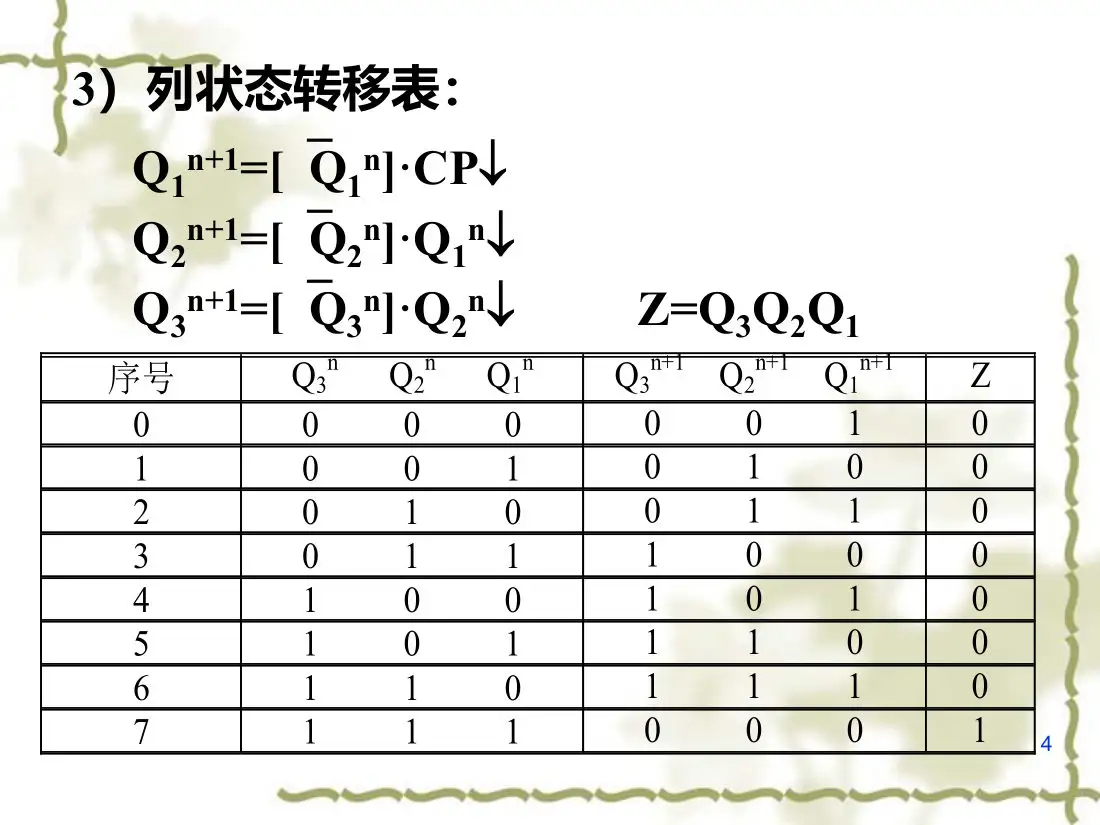 3）列状态转移表：
Q₁ⁿ⁺¹=[ Q̅₁ⁿ]·CP↓
Q₂ⁿ⁺¹=[ Q̅₂ⁿ]·Q₁ⁿ↓
Q₃ⁿ⁺¹=[ Q̅₃ⁿ]·Q₂ⁿ↓ Z=Q₃Q₂Q₁
序号 Q₃ⁿ Q₂ⁿ Q₁ⁿ Q₃ⁿ⁺¹ Q₂ⁿ⁺¹ Q₁ⁿ⁺¹ Z
0 0 0 0 0 0 1 0
1 0 0 1 0 1 0 0
2 0 1 0 0 1 1 0
3 0 1 1 1 0 0 0
4 1 0 0 1 0 1 0
5 1 0 1 1 1 0 0
6 1 1 0 1 1 1 0
7 1 1 1 0 0 0 1
4